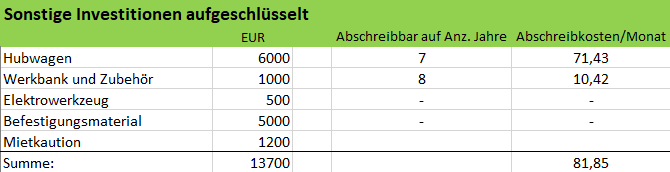 Sonstige Investitionen aufgeschlüsselt
EUR Abschreibbar auf Anz. Jahre Abschreibkosten/Monat
Hubwagen 6000 7 71,43
Werkbank und Zubehör 1000 8 10,42
Elektrowerkzeug 500 - -
Befestigungsmaterial 5000 - -
Mietkaution 1200
Summe: 13700 81,85